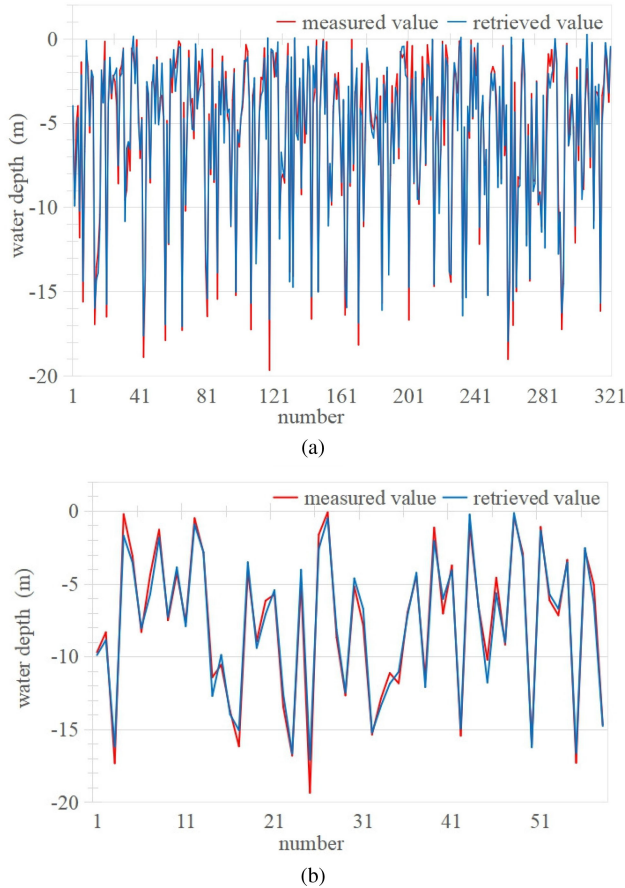 measured value retrieved value
0
-5
-10
-15
-20
water depth (m)
1 41 81 121 161 201 241 281 321
number
(a)
measured value retrieved value
0
-5
-10
-15
-20
water depth (m)
1 11 21 31 41 51
number
(b)